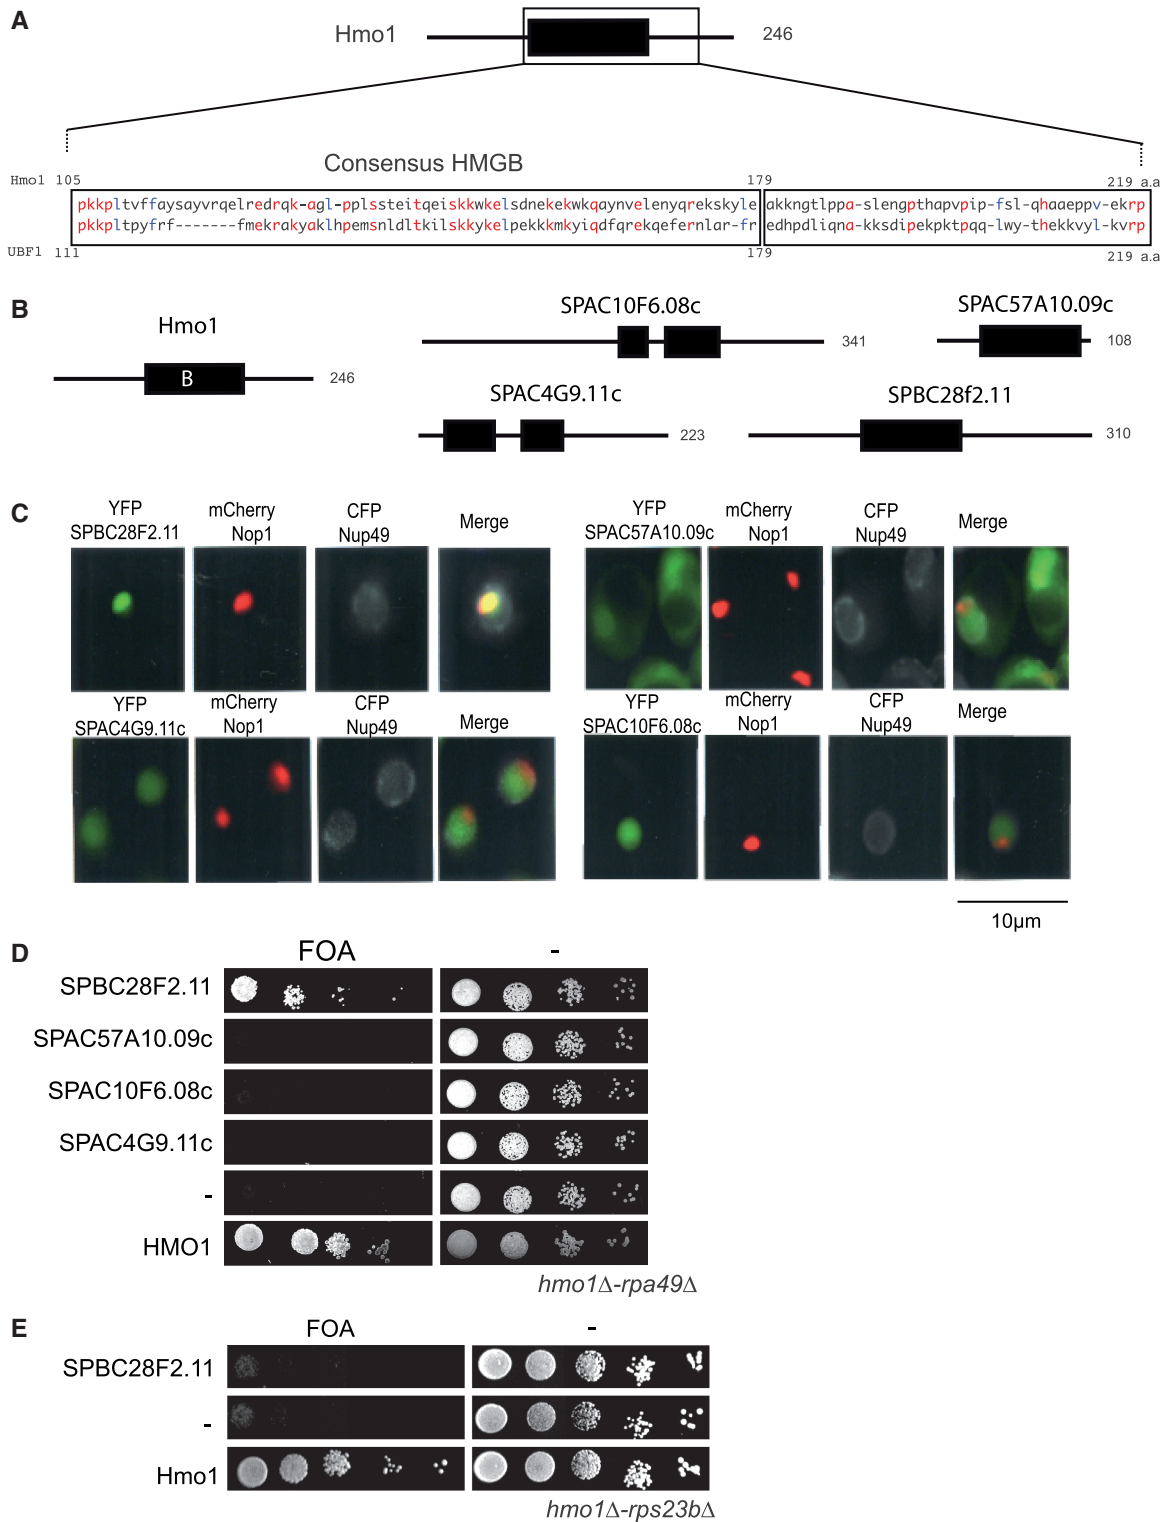 A
Hmo1
246
Consensus HMGB
Hmo1 105
179
219 a.a
pkkpltvffaysayvrqelredrqk-agl-pplssteitqeiskkwkelsdnekekwkqaynvelenyqrekskyle
akkngtlppa-slengpthapvpip-fsl-qhaaeppv-ekrp
pkkpltpyfrf-------fmekrakyaklhpemsnldltkilskkykelpekkkmkyiqdfqrekqefernlar-fr
edhpdliqna-kksdipekpktpqq-lwy-thekkvyl-kvrp
UBF1 111
179
219 a.a
B
Hmo1
B
246
SPAC10F6.08c
341
SPAC57A10.09c
108
SPAC4G9.11c
223
SPBC28f2.11
310
C
YFP
SPBC28F2.11
mCherry
Nop1
CFP
Nup49
Merge
YFP
SPAC57A10.09c
mCherry
Nop1
CFP
Nup49
Merge
YFP
SPAC4G9.11c
mCherry
Nop1
CFP
Nup49
Merge
YFP
SPAC10F6.08c
mCherry
Nop1
CFP
Nup49
Merge
10µm
D
FOA
-
SPBC28F2.11
SPAC57A10.09c
SPAC10F6.08c
SPAC4G9.11c
-
HMO1
hmo1Δ-rpa49Δ
E
FOA
-
SPBC28F2.11
-
Hmo1
hmo1Δ-rps23bΔ